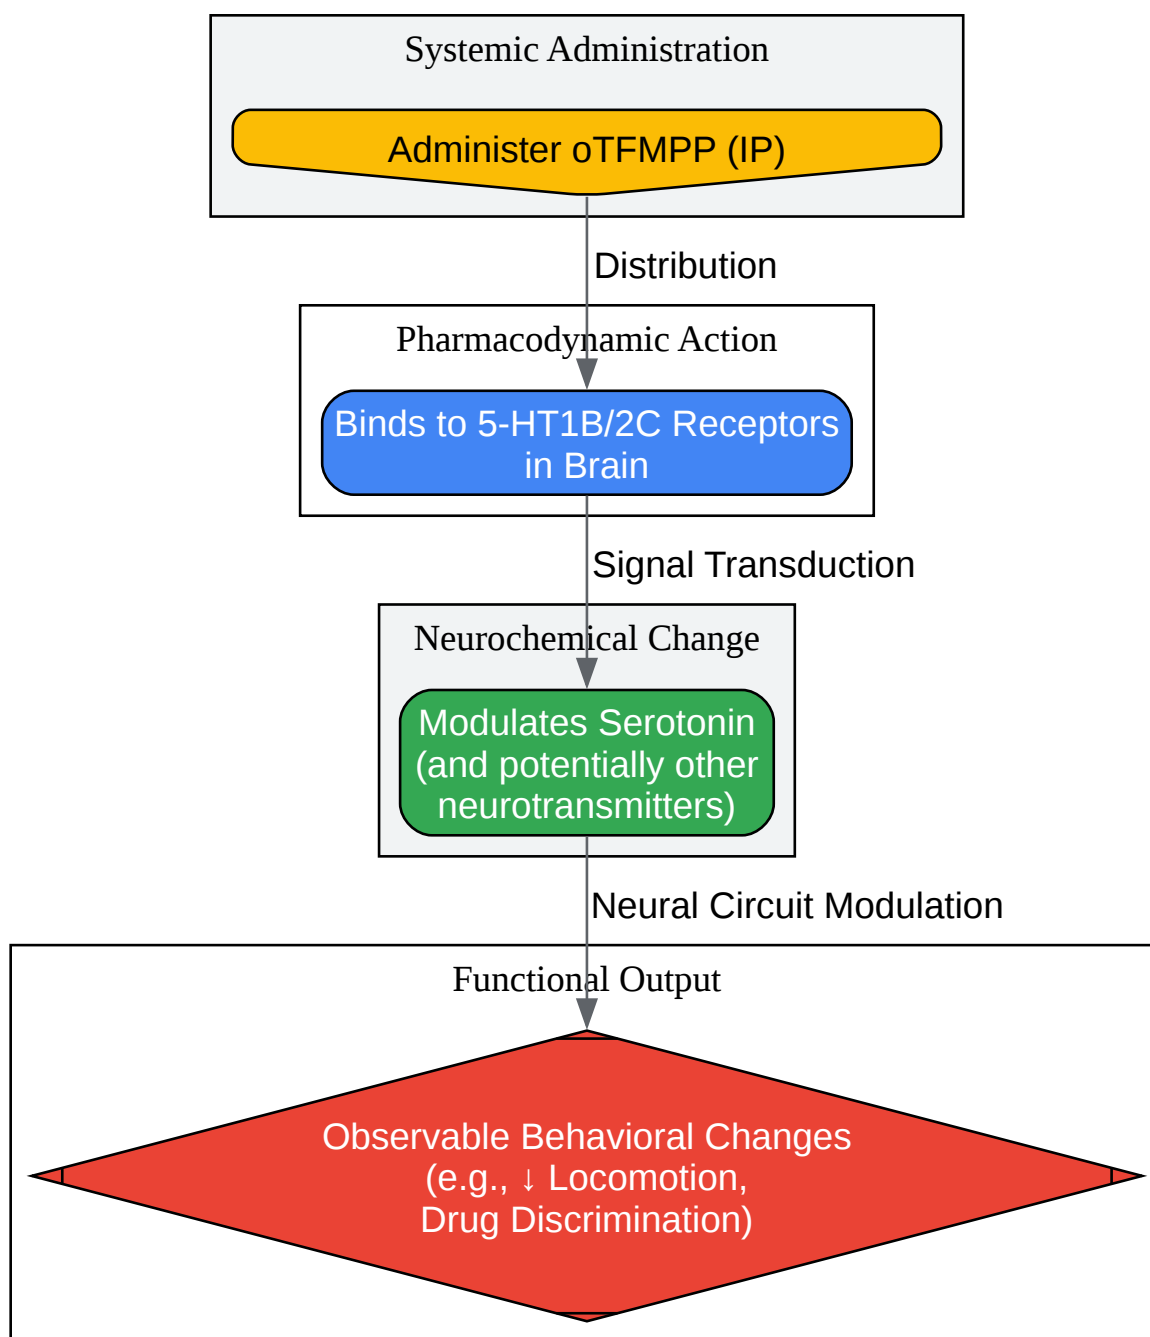 Systemic Administration
Administer oTFMPP (IP)
Distribution
Pharmacodynamic Action
Binds to 5-HT1B/2C Receptors
in Brain
Signal Transduction
Neurochemical Change
Modulates Serotonin
(and potentially other
neurotransmitters)
Neural Circuit Modulation
Functional Output
Observable Behavioral Changes
(e.g., ↓ Locomotion,
Drug Discrimination)